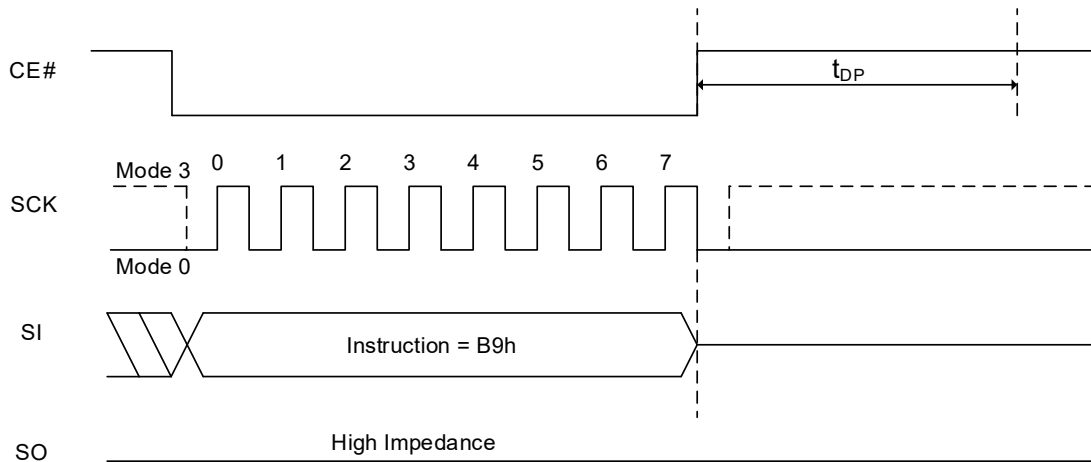 CE#
tDP
Mode 3 0 1 2 3 4 5 6 7
SCK
Mode 0
SI
Instruction = B9h
High Impedance
SO